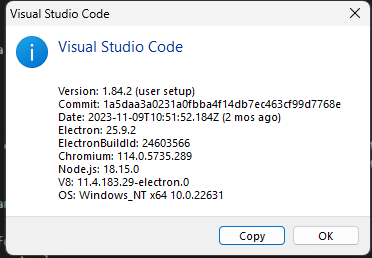 Visual Studio Code
Visual Studio Code
Version: 1.84.2 (user setup)
Commit: 1a5daa3a0231a0fbba4f14db7ec463cf99d7768e
Date: 2023-11-09T10:51:52.184Z (2 mos ago)
Electron: 25.9.2
ElectronBuildId: 24603566
Chromium: 114.0.5735.289
Node.js: 18.15.0
V8: 11.4.183.29-electron.0
OS: Windows_NT x64 10.0.22631
Copy
OK